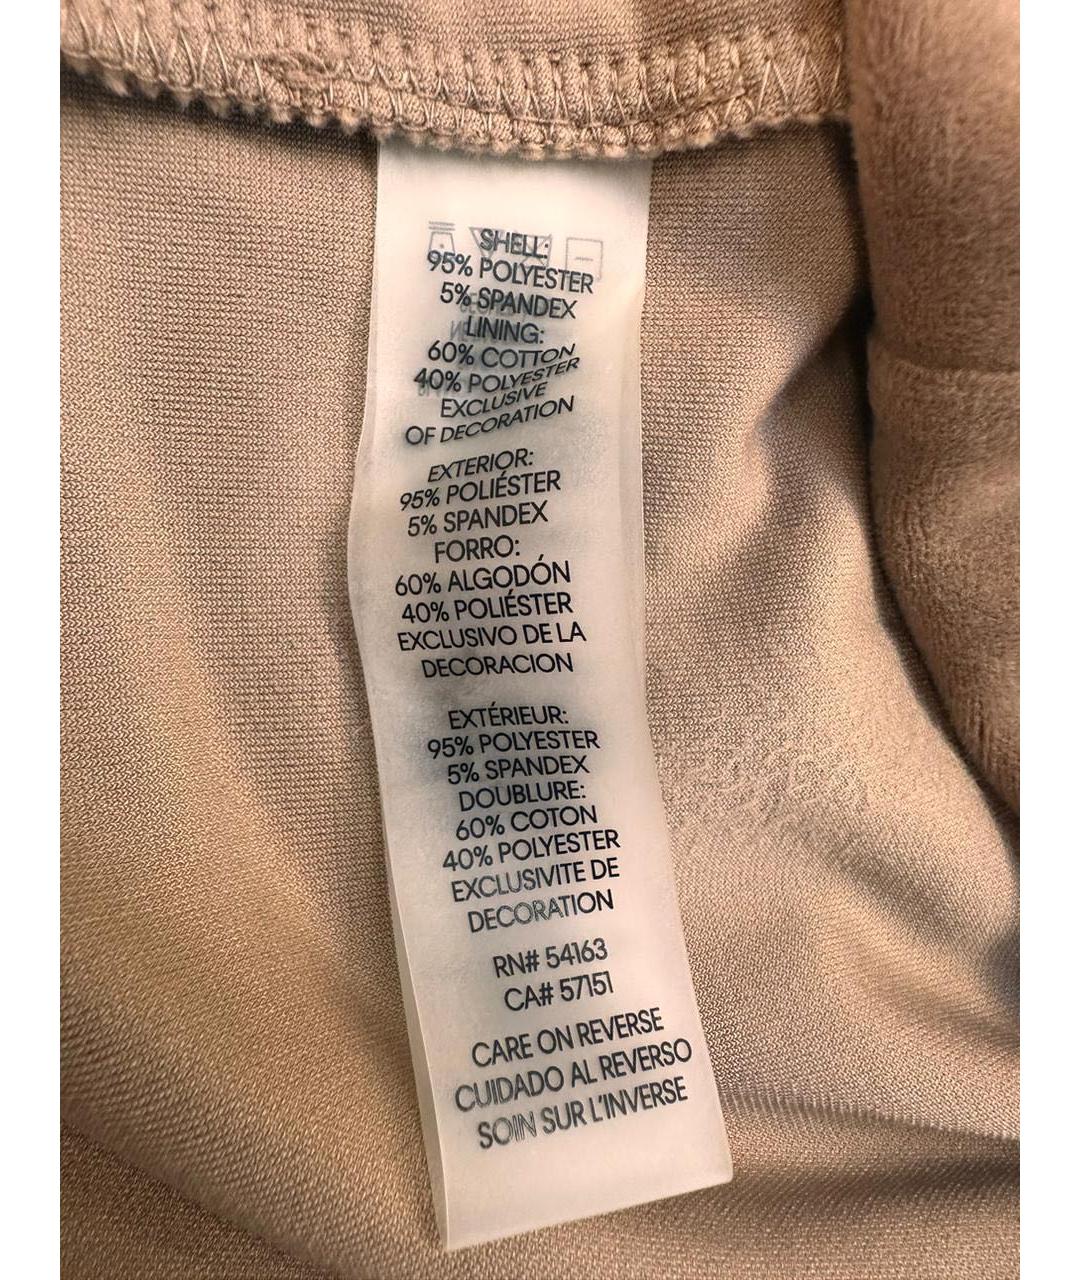 SHELL:
95% POLYESTER
5% SPANDEX
LINING:
60% COTTON
40% POLYESTER
EXCLUSIVE
OF DECORATION
EXTERIOR:
95% POLIÉSTER
5% SPANDEX
FORRO:
60% ALGODÓN
40% POLIÉSTER
EXCLUSIVO DE LA
DECORACION
EXTÉRIEUR:
95% POLYESTER
5% SPANDEX
DOUBLURE:
60% COTON
40% POLYESTER
EXCLUSIVITE DE
DECORATION
RN# 54163
CA# 57151
CARE ON REVERSE
CUIDADO AL REVERSO
SOIN SUR L'INVERSE